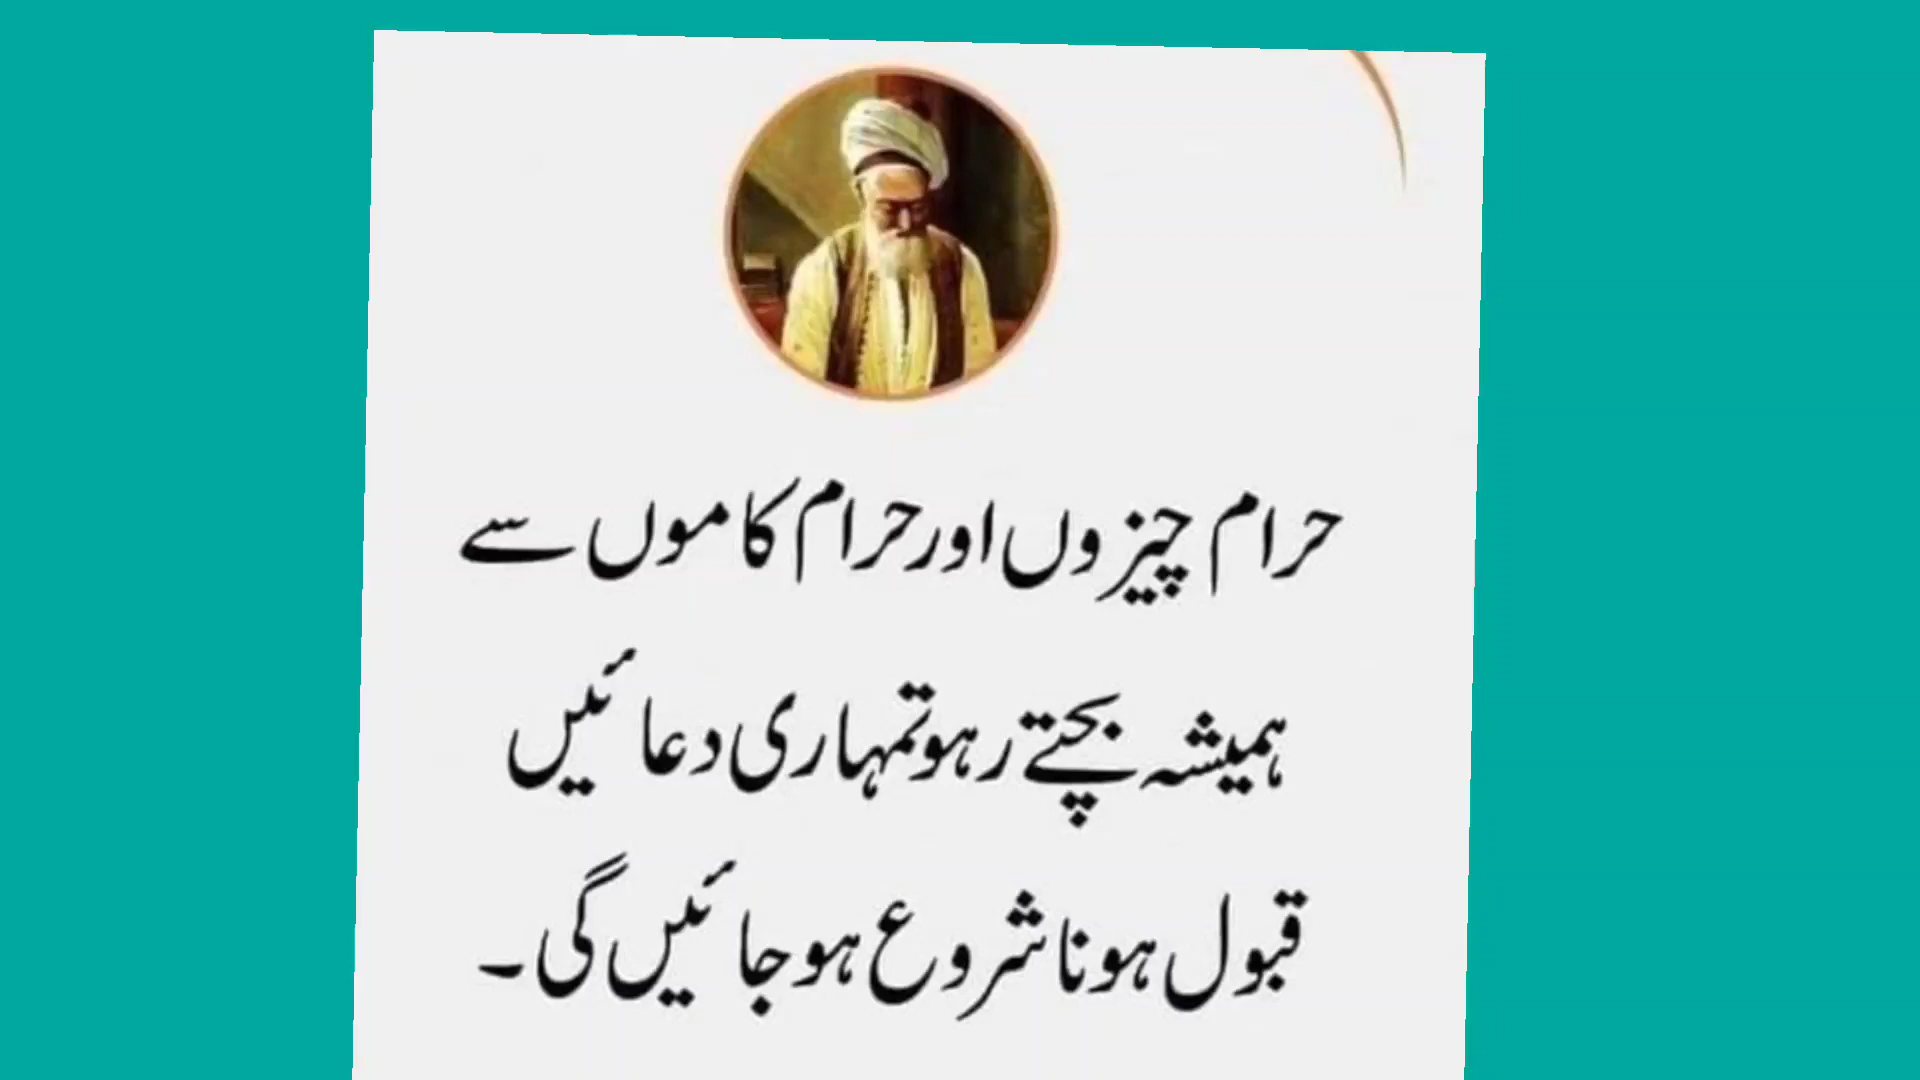 حرام چیزوں اور حرام کاموں سے
ہمیشہ بچتے رہو تمہاری دعائیں
قبول ہونا شروع ہو جائیں گی۔